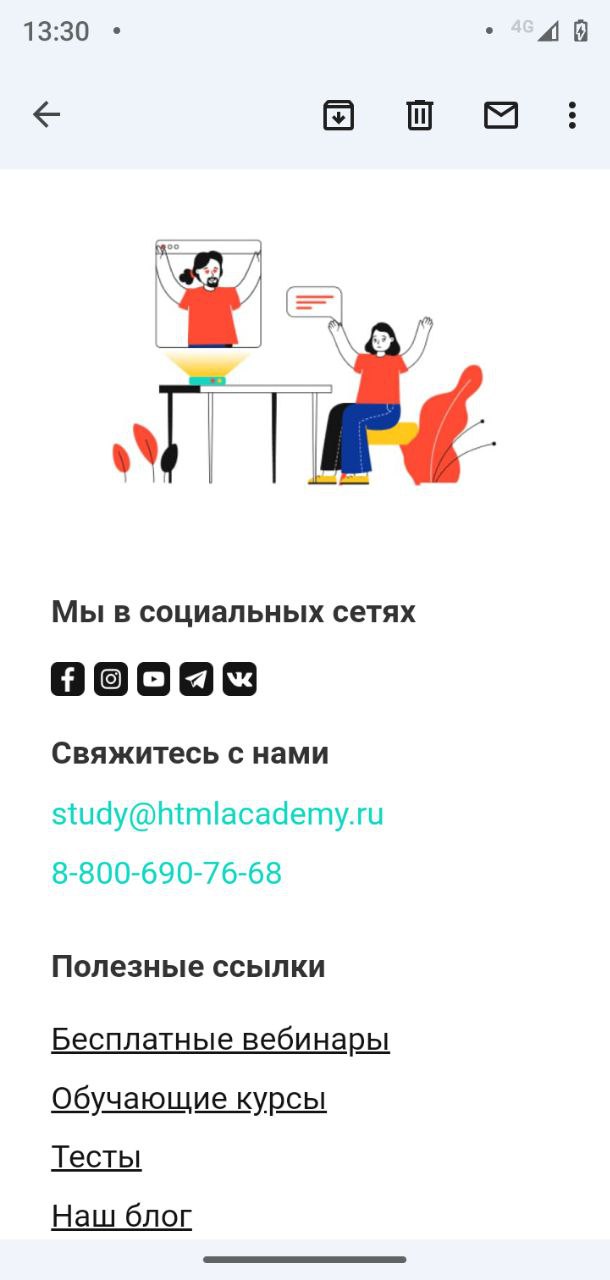 13:30
4G
Мы в социальных сетях
Свяжитесь с нами
study@htmlacademy.ru
8-800-690-76-68
Полезные ссылки
Бесплатные вебинары
Обучающие курсы
Тесты
Наш блог